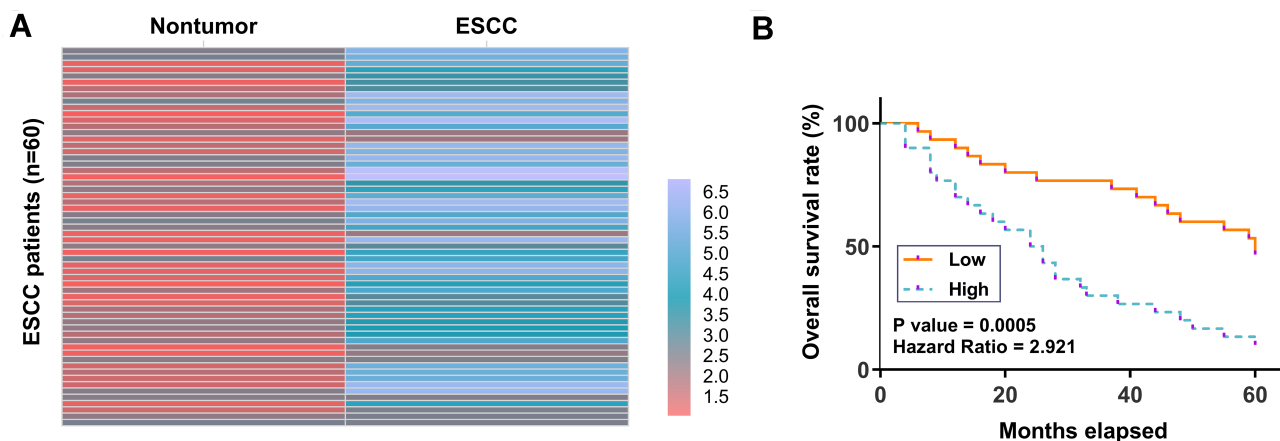 A
Nontumor ESCC
ESCC patients (n=60)
6.5
6.0
5.5
5.0
4.5
4.0
3.5
3.0
2.5
2.0
1.5
B
Overall survival rate (%)
100
50
0
Low
High
P value = 0.0005
Hazard Ratio = 2.921
0 20 40 60
Months elapsed